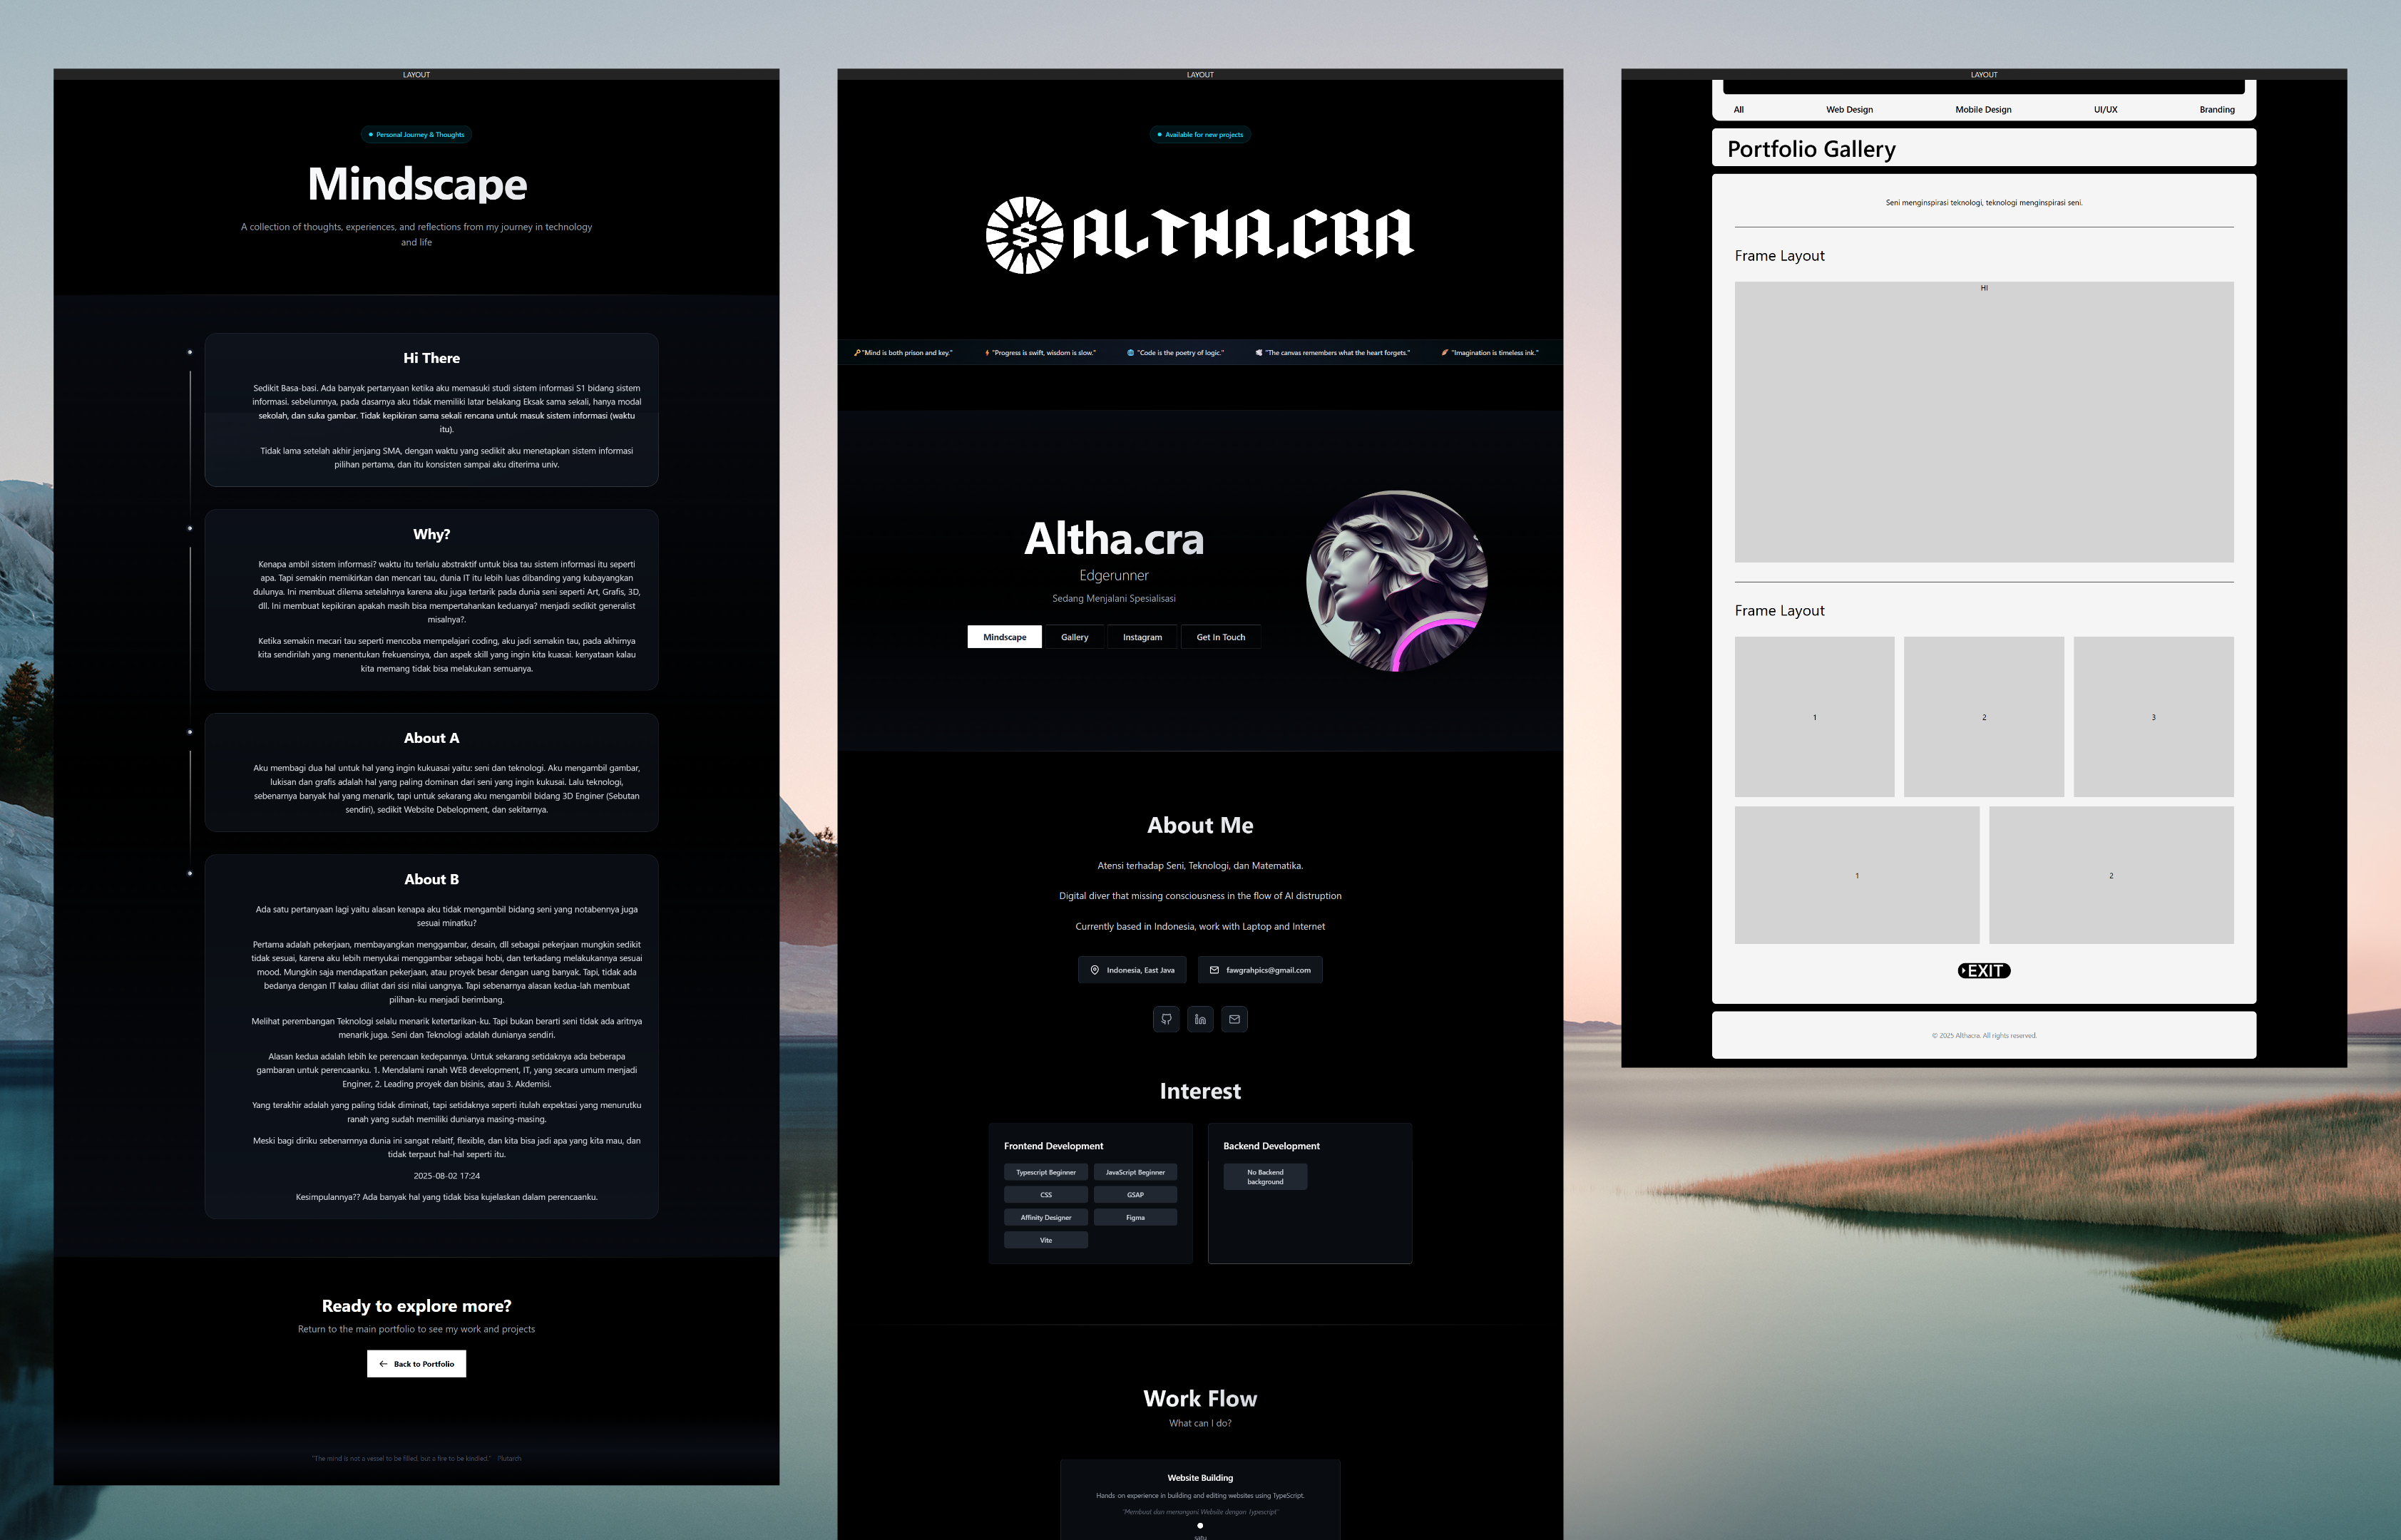 LAYOUT
Personal Journey & Thoughts
Mindscape
A collection of thoughts, experiences, and reflections from my journey in technology
and life
Hi There
Sedikit Basa-basi. Ada banyak pertanyaan ketika aku memasuki studi sistem informasi S1 bidang sistem
informasi. sebelumnya, pada dasarnya aku tidak memiliki latar belakang Eksak sama sekali, hanya modal
sekolah, dan suka gambar. Tidak kepikiran sama sekali rencana untuk masuk sistem informasi (waktu
itu).
Tidak lama setelah akhir jenjang SMA, dengan waktu yang sedikit aku menetapkan sistem informasi
pilihan pertama, dan itu konsisten sampai aku diterima univ.
Why?
Kenapa ambil sistem informasi? waktu itu terlalu abstraktif untuk bisa tau sistem informasi itu seperti
apa. Tapi semakin memikirkan dan mencari tau, dunia IT itu lebih luas dibanding yang kubayangkan
dulunya. Ini membuat dilema setelahnya karena aku juga tertarik pada dunia seni seperti Art, Grafis, 3D,
dll. Ini membuat kepikiran apakah masih bisa mempertahankan keduanya? menjadi sedikit generalist
misalnya?.
Ketika semakin mecari tau seperti mencoba mempelajari coding, aku jadi semakin tau, pada akhirnya
kita sendirilah yang menentukan frekuensinya, dan aspek skill yang ingin kita kuasai. kenyataan kalau
kita memang tidak bisa melakukan semuanya.
About A
Aku membagi dua hal untuk hal yang ingin kukuasai yaitu: seni dan teknologi. Aku mengambil gambar,
lukisan dan grafis adalah hal yang paling dominan dari seni yang ingin kukusai. Lalu teknologi,
sebenarnya banyak hal yang menarik, tapi untuk sekarang aku mengambil bidang 3D Enginer (Sebutan
sendiri), sedikit Website Debelopment, dan sekitarnya.
About B
Ada satu pertanyaan lagi yaitu alasan kenapa aku tidak mengambil bidang seni yang notabennya juga
sesuai minatku?
Pertama adalah pekerjaan, membayangkan menggambar, desain, dll sebagai pekerjaan mungkin sedikit
tidak sesuai, karena aku lebih menyukai menggambar sebagai hobi, dan terkadang melakukannya sesuai
mood. Mungkin saja mendapatkan pekerjaan, atau proyek besar dengan uang banyak. Tapi, tidak ada
bedanya dengan IT kalau diliat dari sisi nilai uangnya. Tapi sebenarnya alasan kedua-lah membuat
pilihan-ku menjadi berimbang.
Melihat perembangan Teknologi selalu menarik ketertarikan-ku. Tapi bukan berarti seni tidak ada aritnya
menarik juga. Seni dan Teknologi adalah dunianya sendiri.
Alasan kedua adalah lebih ke perencaan kedepannya. Untuk sekarang setidaknya ada beberapa
gambaran untuk perencaanku. 1. Mendalami ranah WEB development, IT, yang secara umum menjadi
Enginer, 2. Leading proyek dan bisinis, atau 3. Akdemisi.
Yang terakhir adalah yang paling tidak diminati, tapi setidaknya seperti itulah expektasi yang menurutku
ranah yang sudah memiliki dunianya masing-masing.
Meski bagi diriku sebenarnnya dunia ini sangat relaitf, flexible, dan kita bisa jadi apa yang kita mau, dan
tidak terpaut hal-hal seperti itu.
2025-08-02 17:24
Kesimpulannya?? Ada banyak hal yang tidak bisa kujelaskan dalam perencaanku.
Ready to explore more?
Return to the main portfolio to see my work and projects
Back to Portfolio
"The mind is not a vessel to be filled, but a fire to be kindled." - Plutarch
LAYOUT
Available for new projects
$ ALTHA.CRA
"Mind is both prison and key."
"Progress is swift, wisdom is slow."
"Code is the poetry of logic."
"The canvas remembers what the heart forgets."
"Imagination is timeless ink."
Altha.cra
Edgerunner
Sedang Menjalani Spesialisasi
Mindscape
Gallery
Instagram
Get In Touch
About Me
Atensi terhadap Seni, Teknologi, dan Matematika.
Digital diver that missing consciousness in the flow of AI distruption
Currently based in Indonesia, work with Laptop and Internet
Indonesia, East Java
fawgrahpics@gmail.com
Interest
Frontend Development
Typescript Beginner
JavaScript Beginner
CSS
GSAP
Affinity Designer
Figma
Vite
Backend Development
No Backend
background
Work Flow
What can I do?
Website Building
Hands-on experience in building and editing websites using TypeScript.
"Membuat dan menangani Website dengan Typescript"
satu
LAYOUT
All
Web Design
Mobile Design
UI/UX
Branding
Portfolio Gallery
Seni menginspirasi teknologi, teknologi menginspirasi seni.
Frame Layout
HI
Frame Layout
1
2
3
1
2
EXIT
© 2025 Althacra. All rights reserved.